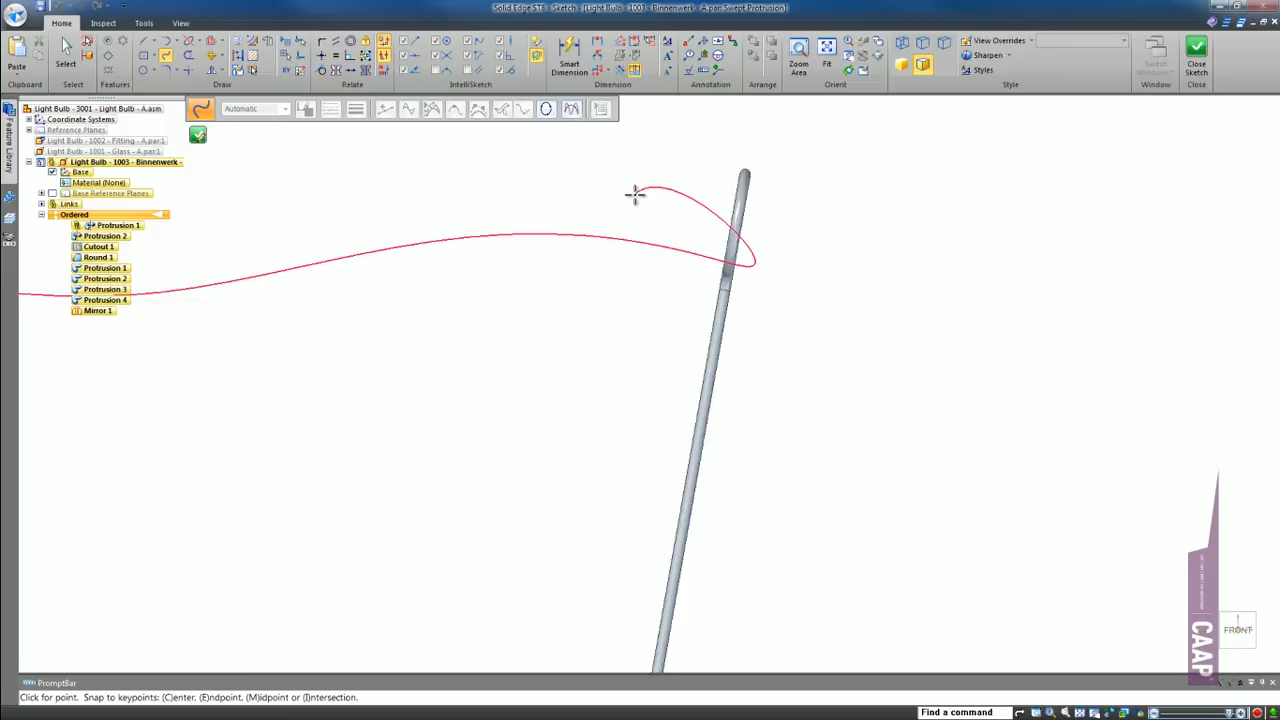 Solid Edge ST8 - Sketch - [Light Bulb - 1003 - Binnenwerk - A.par:Swept Protrusion]
Home
Inspect
Tools
View
Paste
Select
Smart
Dimension
Zoom
Area
Fit
View Overrides
Sharpen
Styles
Switch
Windows
Close
Sketch
Clipboard
Select
Features
Draw
Relate
IntelliSketch
Dimension
Annotation
Arrange
Orient
Style
Window
Close
Feature Library
Automatic
Light Bulb - 3001 - Light Bulb - A.asm
Coordinate Systems
Reference Planes
Light Bulb - 1002 - Fitting - A.par:1
Light Bulb - 1001 - Glass - A.par:1
Light Bulb - 1003 - Binnenwerk -
Base
Material (None)
Base Reference Planes
Links
Ordered
Protrusion 1
Protrusion 2
Cutout 1
Round 1
Protrusion 1
Protrusion 2
Protrusion 3
Protrusion 4
Mirror 1
CAAP
FRONT
PromptBar
Click for point. Snap to keypoints: (C)enter, (E)ndpoint, (M)idpoint or (I)ntersection.
Find a command